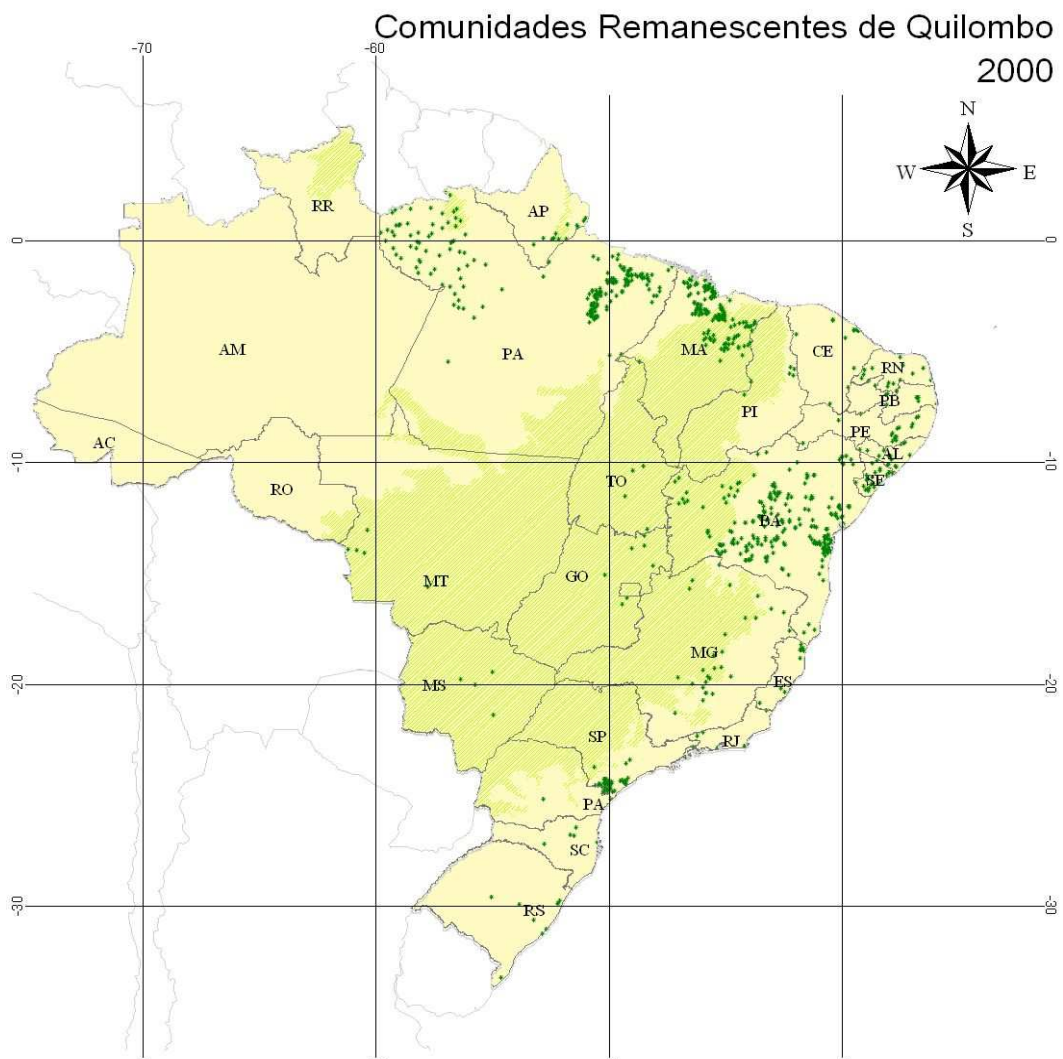 Comunidades Remanescentes de Quilombo
2000
-70
-60
N
W
E
S
RR
AP
0
0
AM
PA
MA
CE
RN
PB
PI
PE
AC
AL
-10
-10
TO
SE
RO
BA
MT
GO
MG
-20
-20
MS
ES
SP
RJ
PA
SC
-30
-30
RS